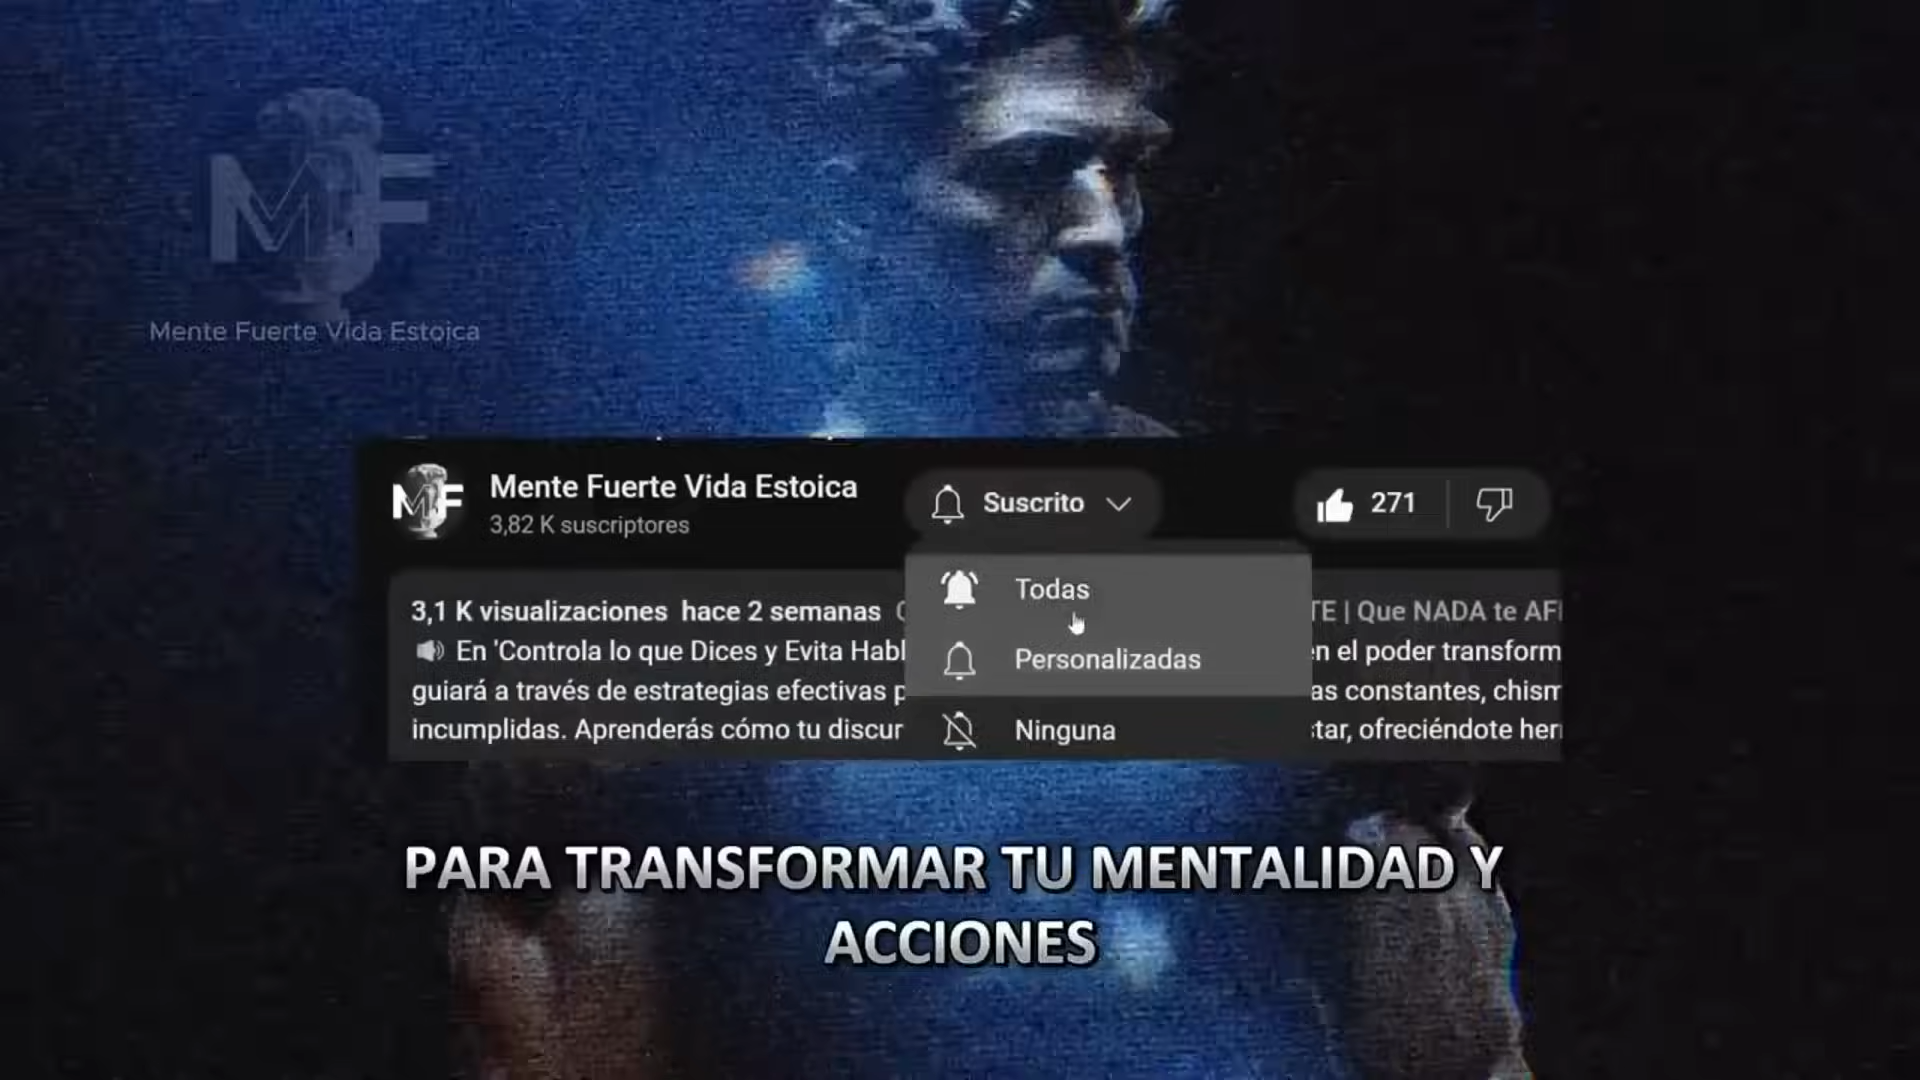 MF
Mente Fuerte Vida Estoica
MF
Mente Fuerte Vida Estoica
3,82 K suscriptores
Suscrito
271
Todas
Personalizadas
Ninguna
3,1 K visualizaciones hace 2 semanas
TE | Que NADA te AFI
En 'Controla lo que Dices y Evita Habl
en el poder transform
guiará a través de estrategias efectivas p
as constantes, chism
incumplidas. Aprenderás cómo tu discur
tar, ofreciéndote her
PARA TRANSFORMAR TU MENTALIDAD Y
ACCIONES